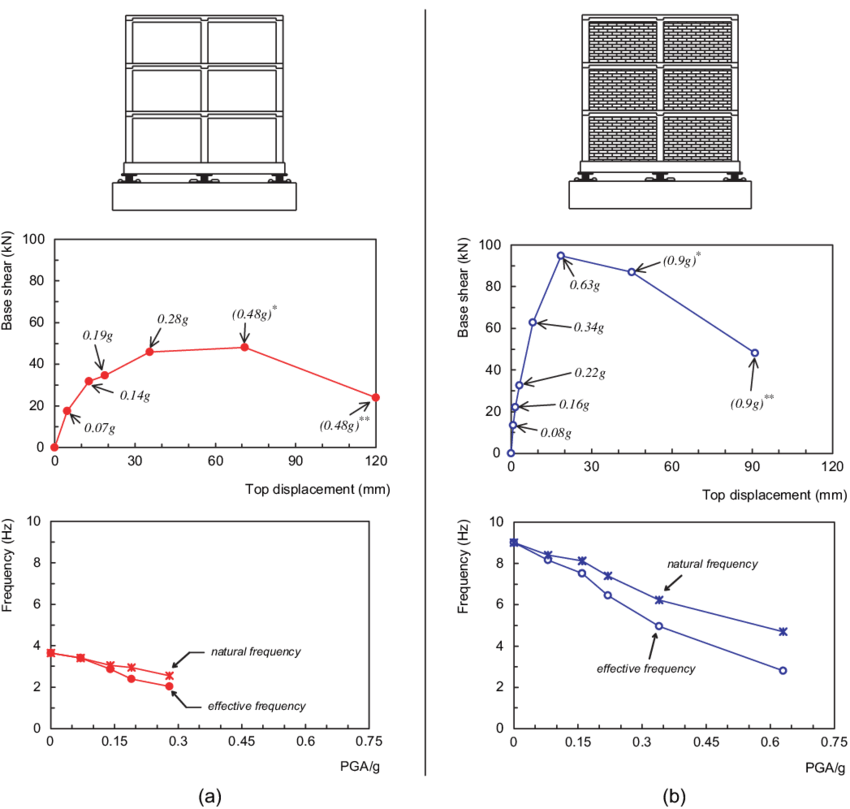 Base shear (kN)
100
80
60
40
20
0
0.07g
0.14g
0.19g
0.28g
(0.48g)*
(0.48g)**
0
30
60
90
120
Top displacement (mm)
Frequency (Hz)
10
8
6
4
2
0
natural frequency
effective frequency
0
0.15
0.3
0.45
0.6
0.75
PGA/g
(a)
Base shear (kN)
100
80
60
40
20
0
(0.9g)*
0.63g
0.34g
0.22g
0.16g
0.08g
(0.9g)**
0
30
60
90
120
Top displacement (mm)
Frequency (Hz)
10
8
6
4
2
0
natural frequency
effective frequency
0
0.15
0.3
0.45
0.6
0.75
PGA/g
(b)